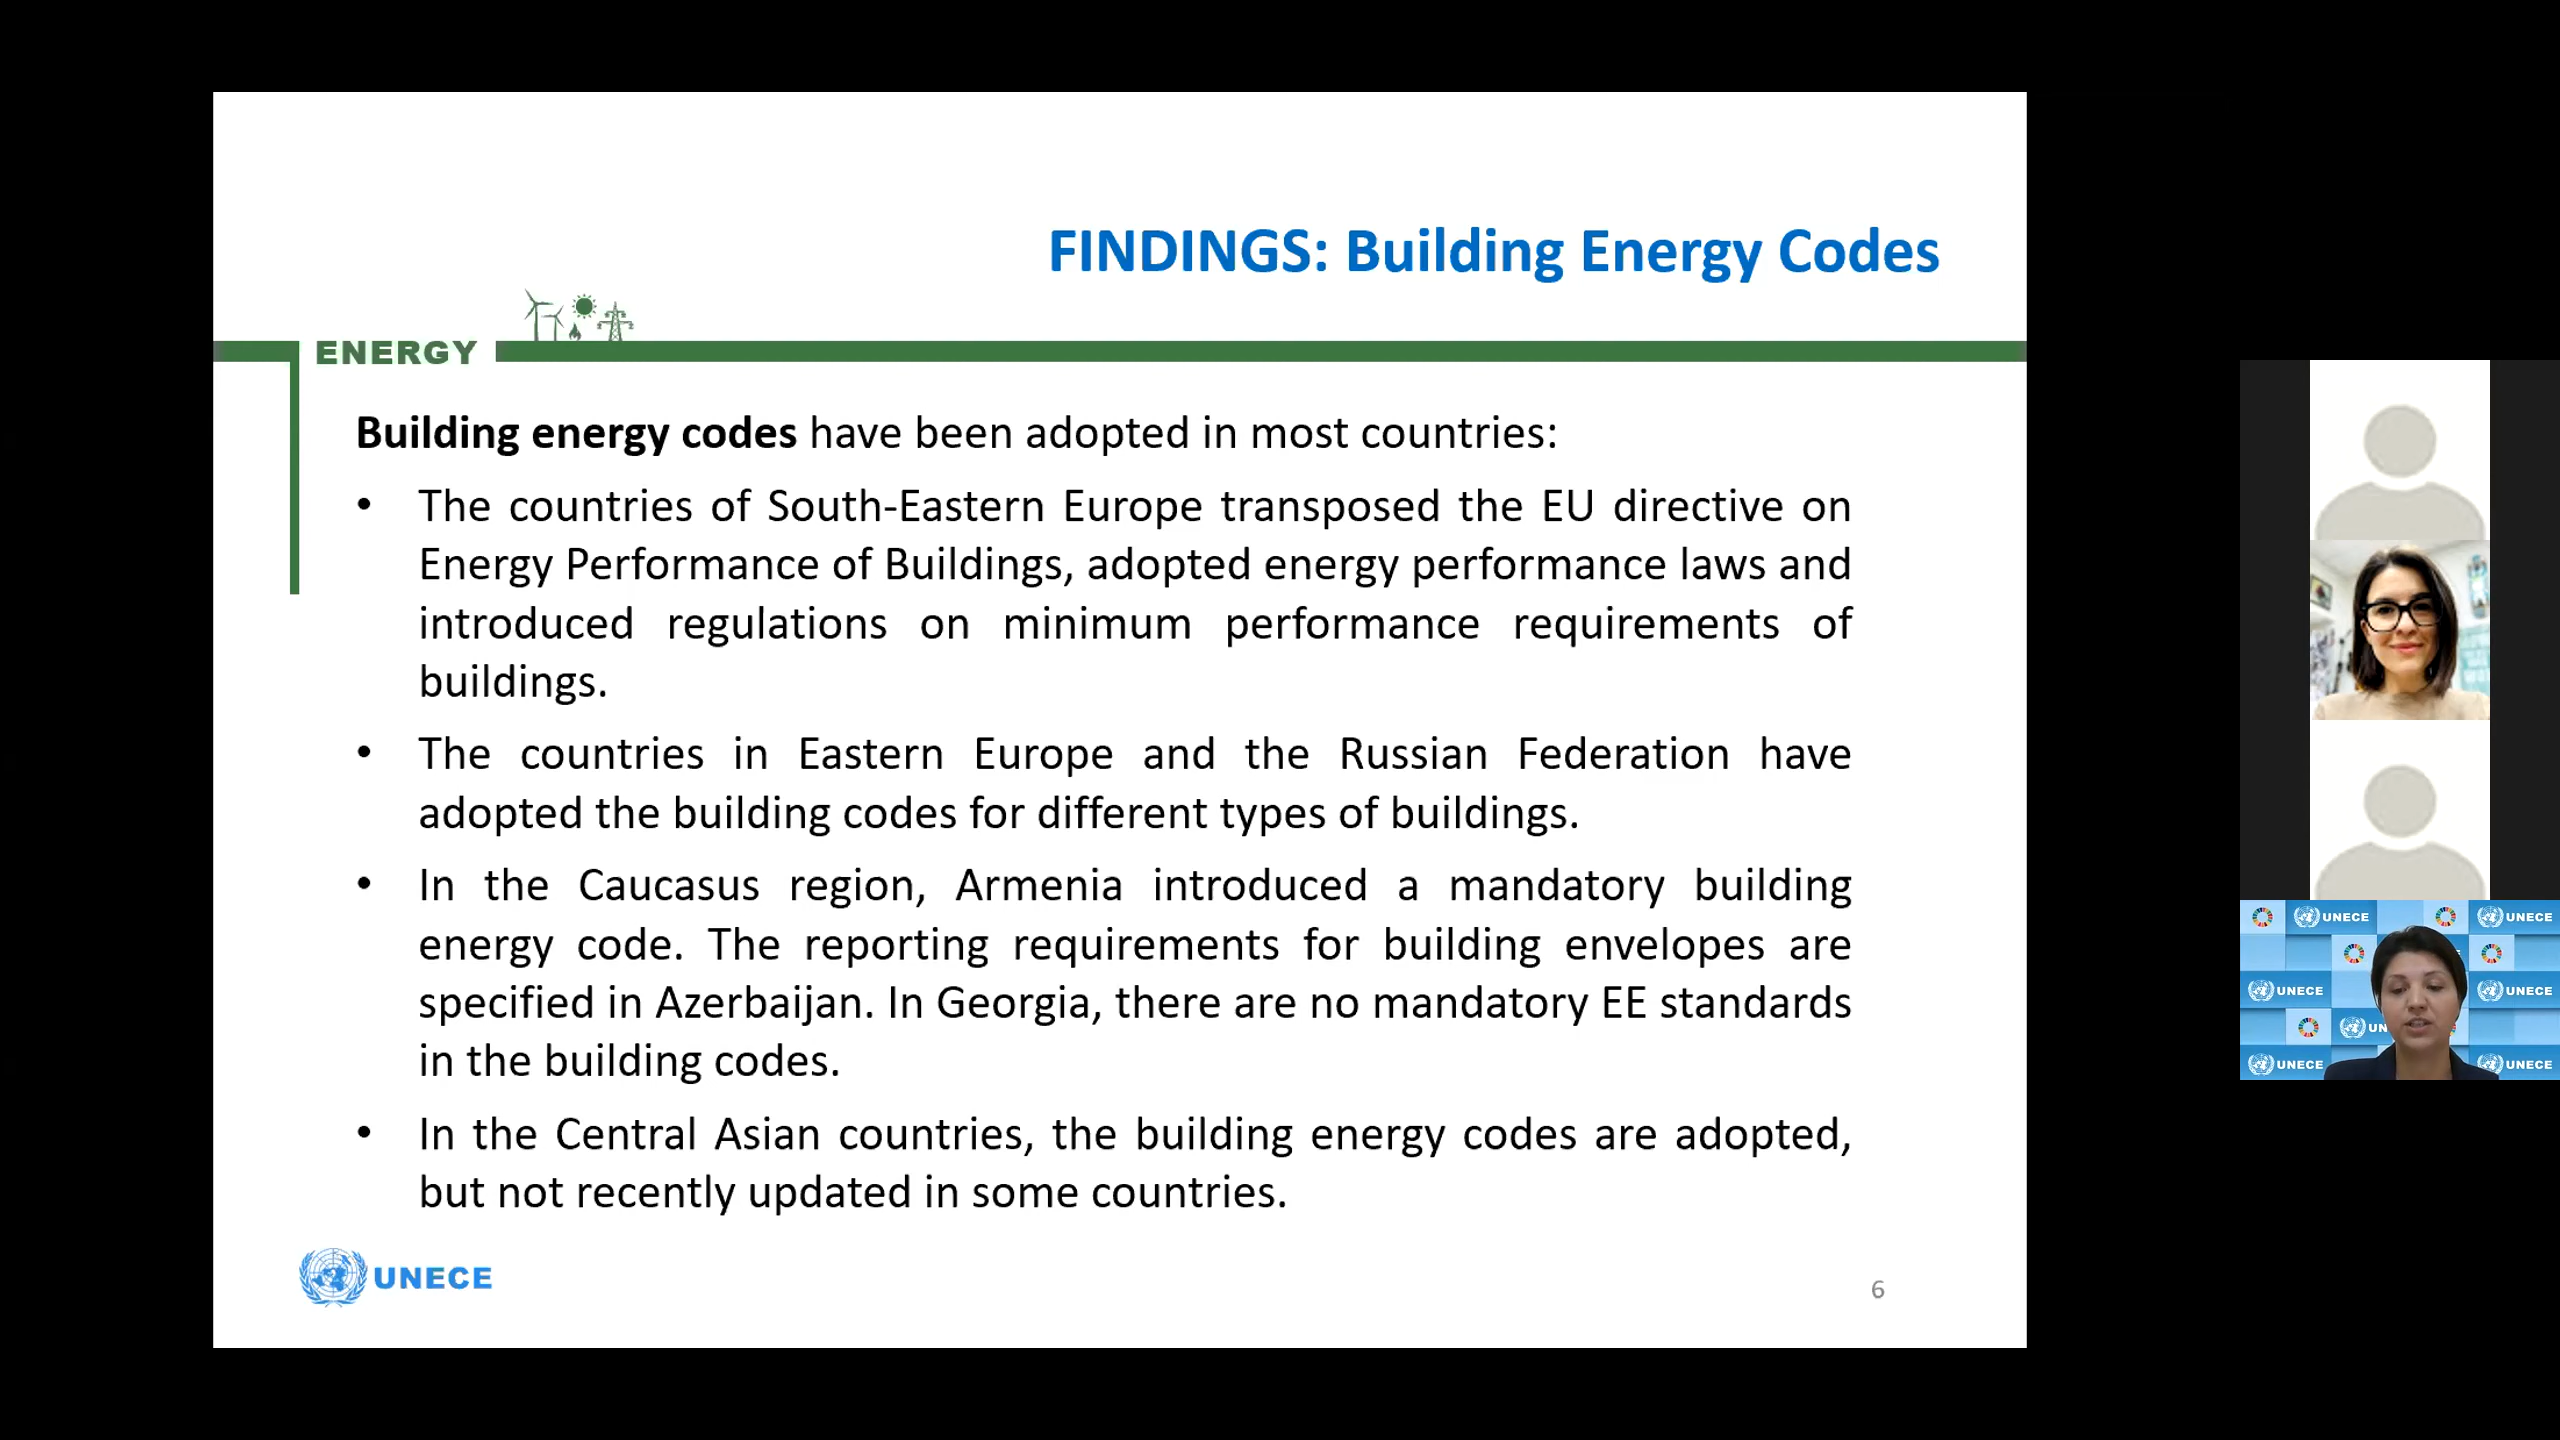 FINDINGS: Building Energy Codes
ENERGY
Building energy codes have been adopted in most countries:
• The countries of South-Eastern Europe transposed the EU directive on
Energy Performance of Buildings, adopted energy performance laws and
introduced regulations on minimum performance requirements of
buildings.
• The countries in Eastern Europe and the Russian Federation have
adopted the building codes for different types of buildings.
• In the Caucasus region, Armenia introduced a mandatory building
energy code. The reporting requirements for building envelopes are
specified in Azerbaijan. In Georgia, there are no mandatory EE standards
in the building codes.
• In the Central Asian countries, the building energy codes are adopted,
but not recently updated in some countries.
UNECE
6
UNECE UNECE
UNECE UNECE
UN
UNECE UNECE